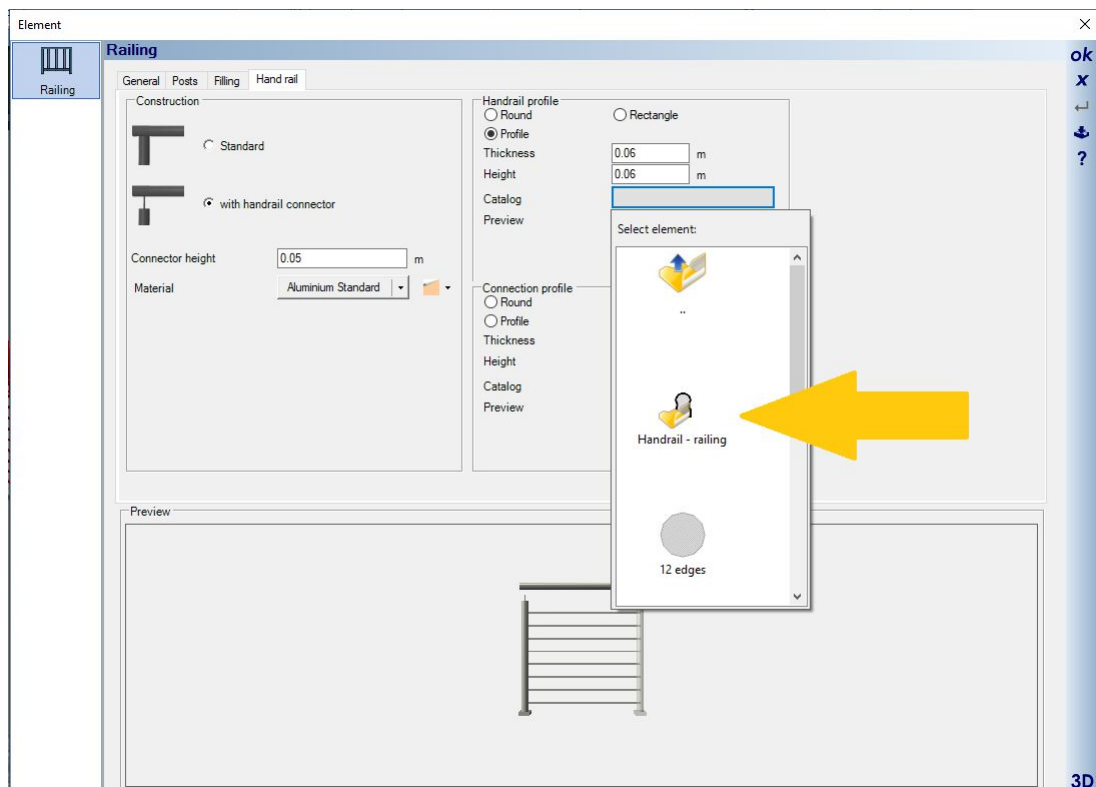 Element
Railing
Railing
ok
x
?
General Posts Filling Hand rail
Construction
Standard
with handrail connector
Connector height 0.05 m
Material Aluminium Standard
Handrail profile
Round Rectangle
Profile
Thickness 0.06 m
Height 0.06 m
Catalog
Preview
Select element:
..
Handrail - railing
12 edges
Connection profile
Round
Profile
Thickness
Height
Catalog
Preview
Preview
3D